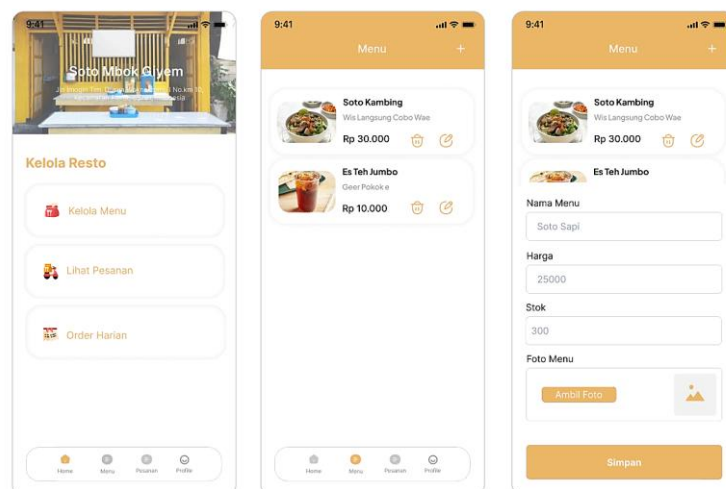 9:41
Soto Mbok Giyem
Kelola Resto
Kelola Menu
Lihat Pesanan
Order Harian
Home
Menu
Pesanan
Profile
9:41
Menu
+
Soto Kambing
Wis Langsung Cobo Wae
Rp 30.000
Es Teh Jumbo
Geer Pokok e
Rp 10.000
Home
Menu
Pesanan
Profile
9:41
Menu
+
Soto Kambing
Wis Langsung Cobo Wae
Rp 30.000
Es Teh Jumbo
Nama Menu
Soto Sapi
Harga
25000
Stok
300
Foto Menu
Ambil Foto
Simpan